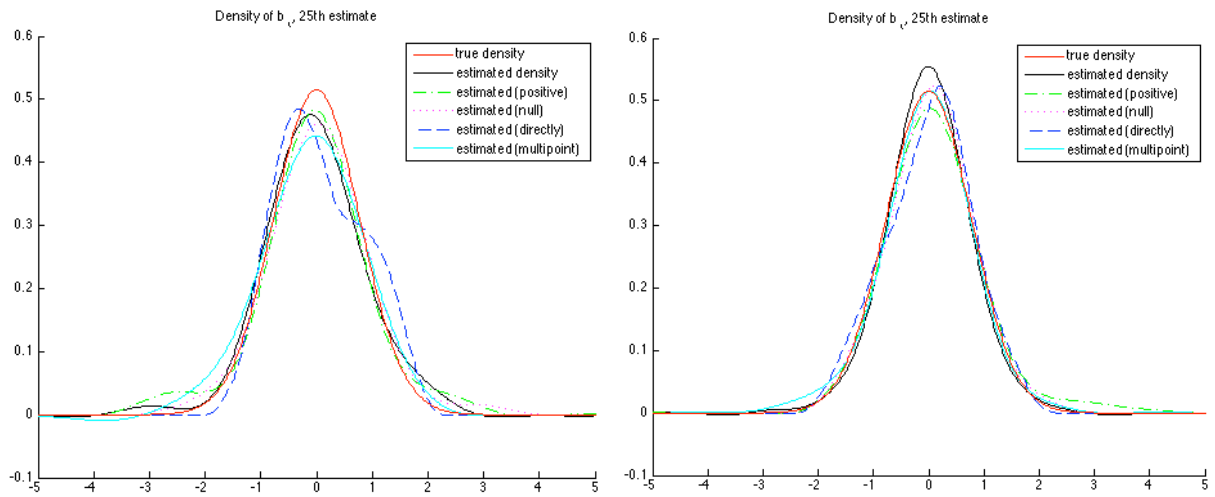 Density of b , 25th estimate
0.6
0.5
0.4
0.3
0.2
0.1
0
-0.1
-5 -4 -3 -2 -1 0 1 2 3 4 5
true density
estimated density
estimated (positive)
estimated (null)
estimated (directly)
estimated (multipoint)
Density of b , 25th estimate
0.6
0.5
0.4
0.3
0.2
0.1
0
-0.1
-5 -4 -3 -2 -1 0 1 2 3 4 5
true density
estimated density
estimated (positive)
estimated (null)
estimated (directly)
estimated (multipoint)